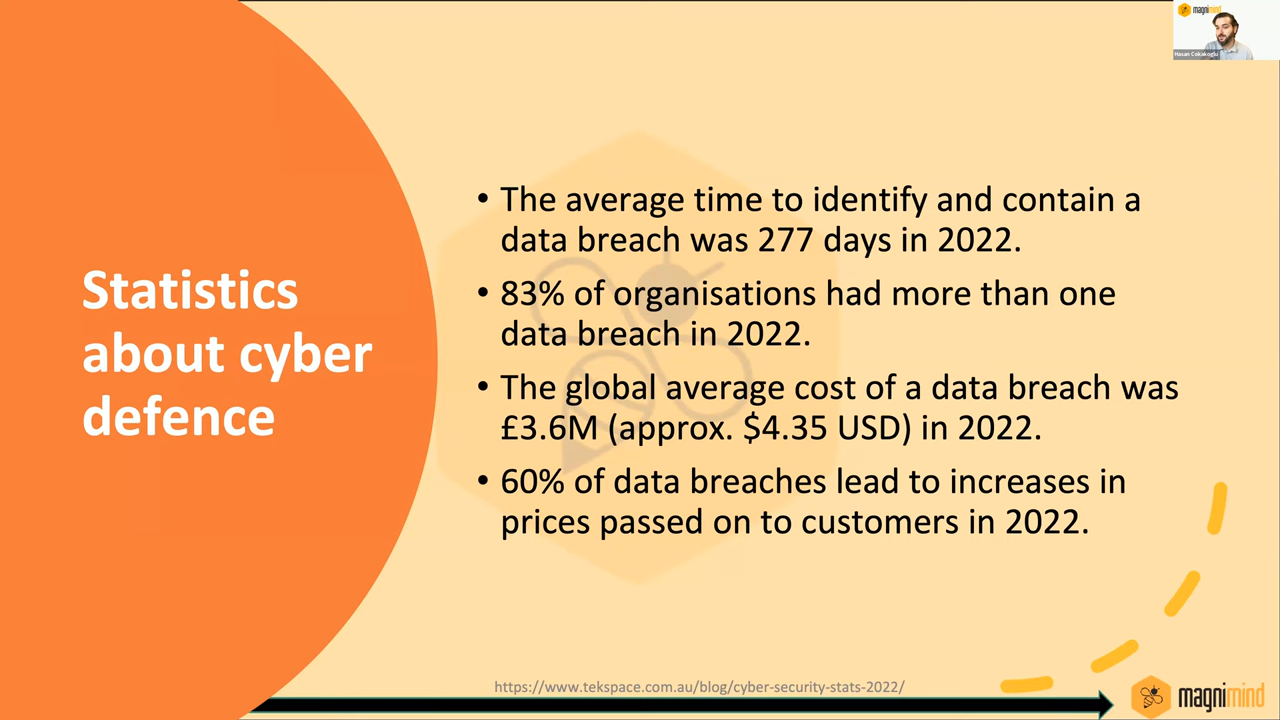 magnimind
Hasan Cokakoglu
Statistics
about cyber
defence
• The average time to identify and contain a
data breach was 277 days in 2022.
• 83% of organisations had more than one
data breach in 2022.
• The global average cost of a data breach was
£3.6M (approx. $4.35 USD) in 2022.
• 60% of data breaches lead to increases in
prices passed on to customers in 2022.
https://www.tekspace.com.au/blog/cyber-security-stats-2022/
magnimind